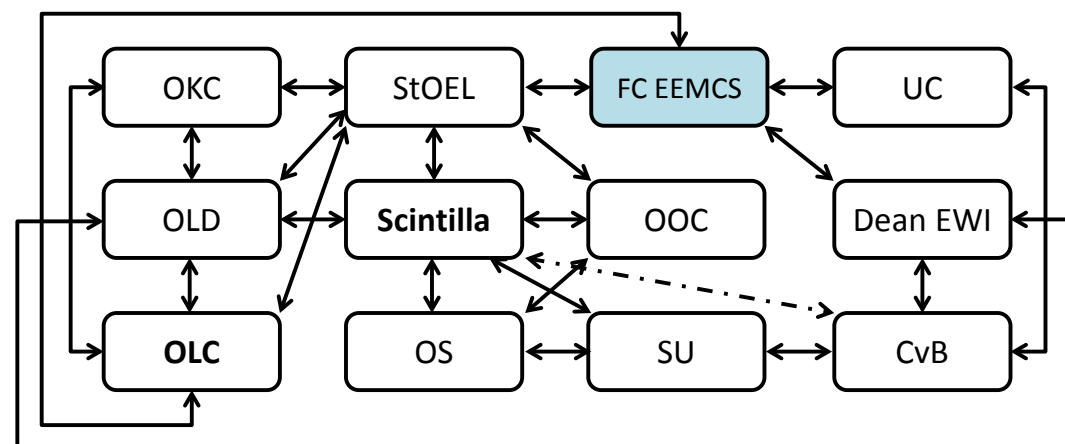 OKC
StOEL
FC EEMCS
UC
OLD
Scintilla
OOC
Dean EWI
OLC
OS
SU
CvB